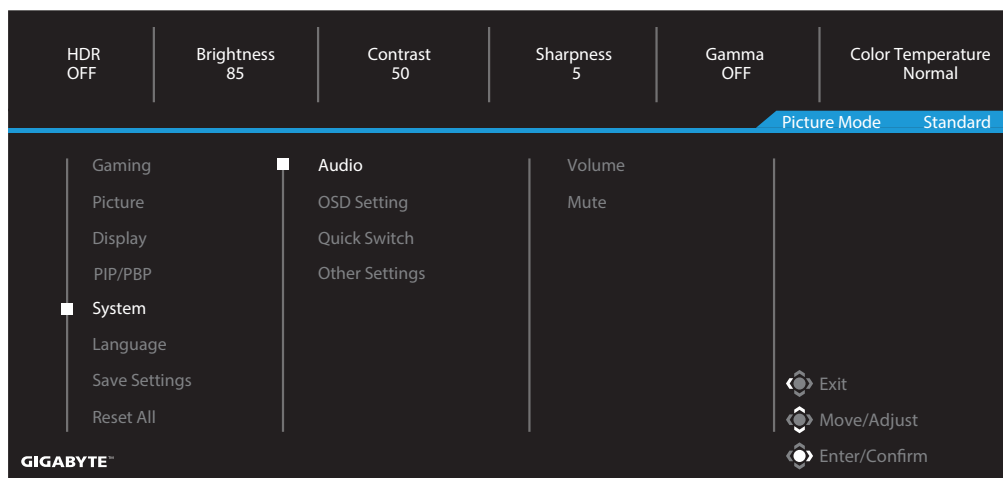 HDR
OFF
Brightness
85
Contrast
50
Sharpness
5
Gamma
OFF
Color Temperature
Normal
Picture Mode Standard
Gaming
Picture
Display
PIP/PBP
System
Language
Save Settings
Reset All
Audio
OSD Setting
Quick Switch
Other Settings
Volume
Mute
Exit
Move/Adjust
Enter/Confirm
GIGABYTE™